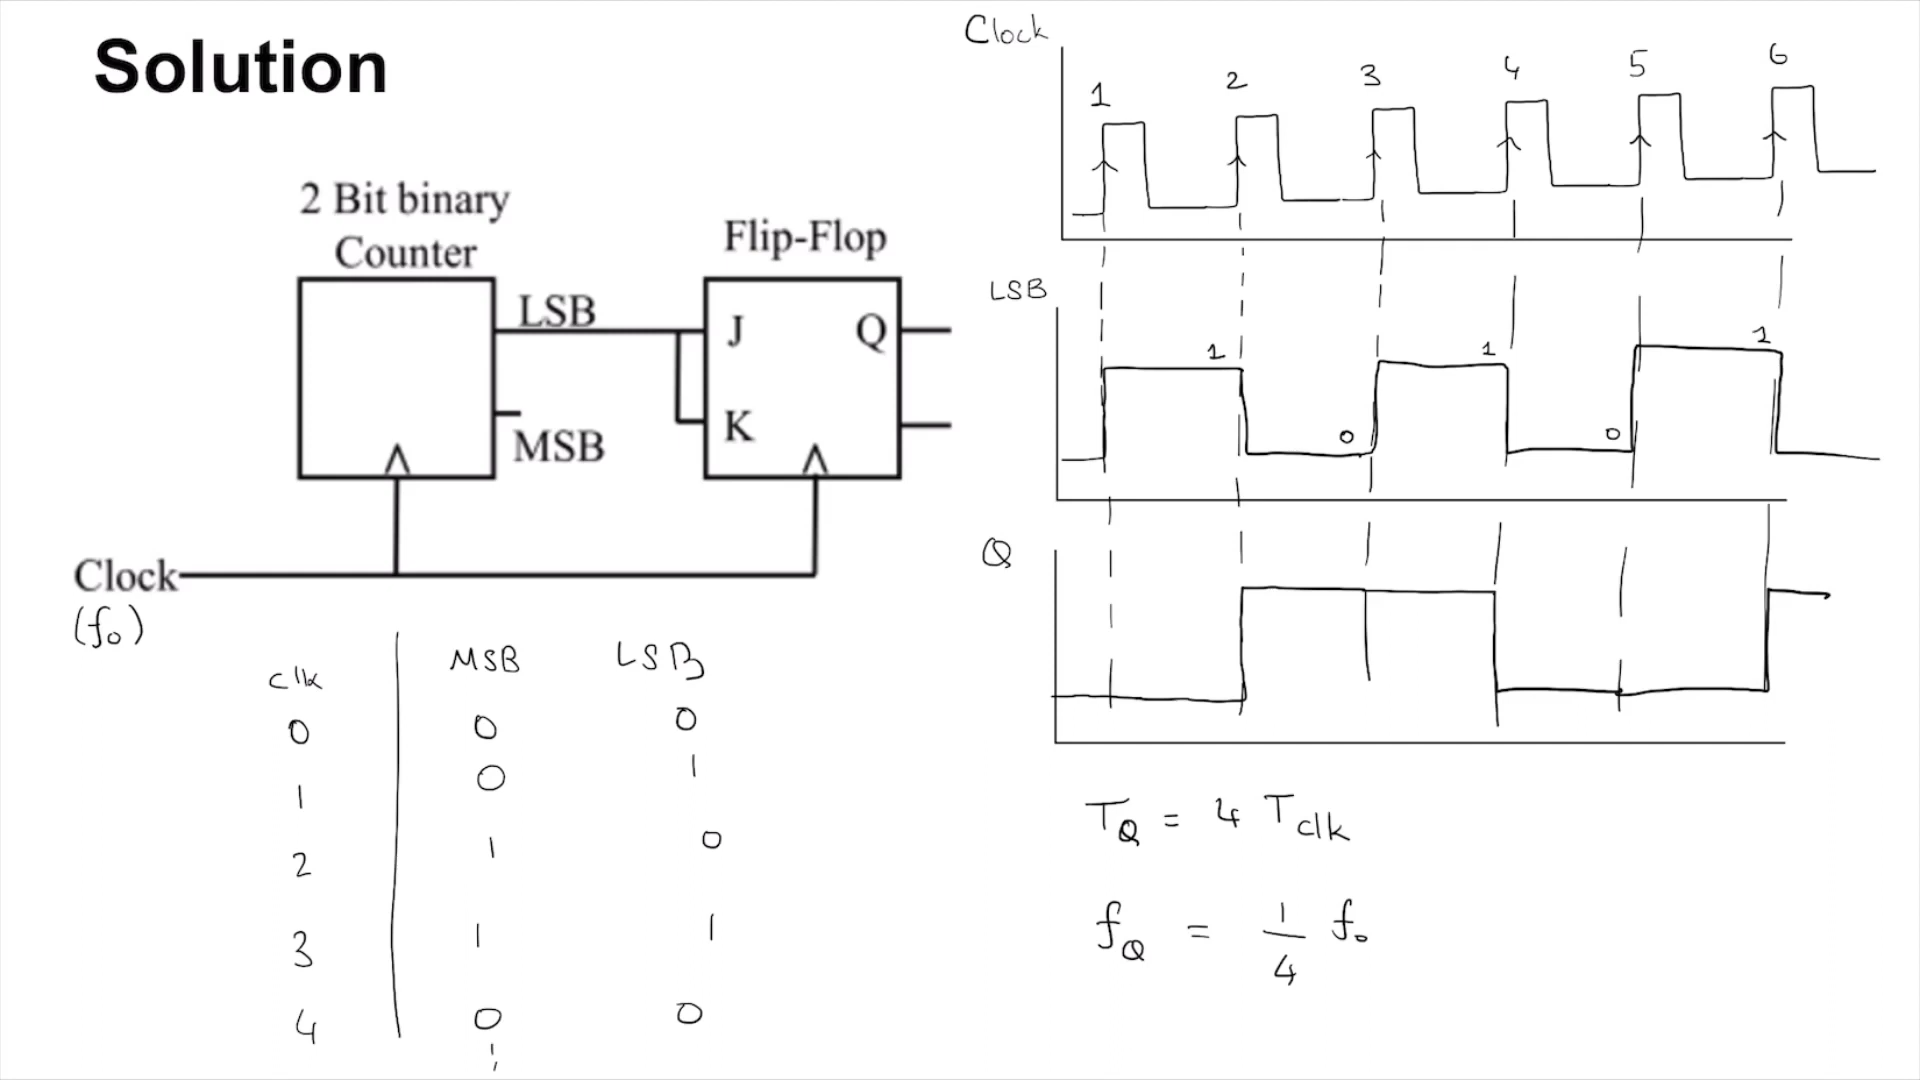 Solution
2 Bit binary
Counter
LSB
MSB
Flip-Flop
J
Q
K
Clock
(f₀)
clk MSB LSB
0 0 0
1 0 1
2 1 0
3 1 1
4 0 0
Clock
1 2 3 4 5 6
LSB
1 0 1 0 1
Q
T_Q = 4 T_clk
f_Q = 1/4 f₀